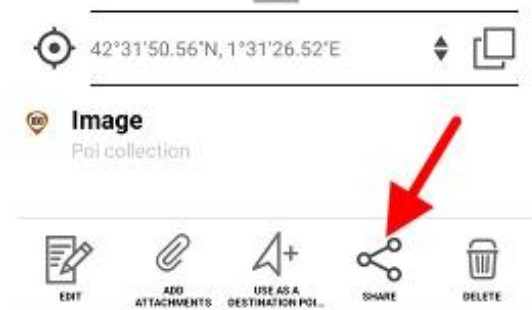 42°31'50.56"N, 1°31'26.52"E
Image
Poi collection
EDIT
ADD
ATTACHMENTS
USE AS A
DESTINATION POI...
SHARE
DELETE